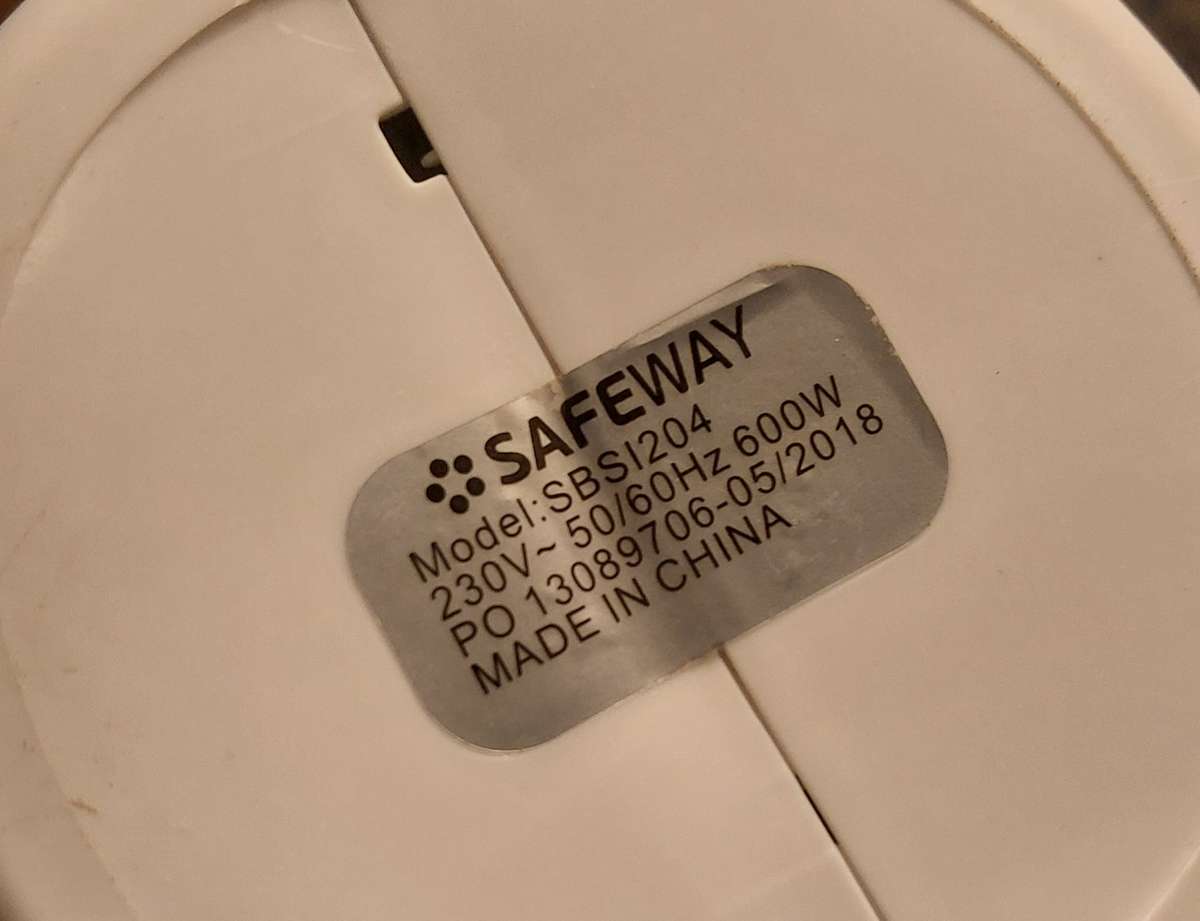 SAFEWAY
Model:SBSI204
230V~ 50/60Hz 600W
PO 13089706-05/2018
MADE IN CHINA